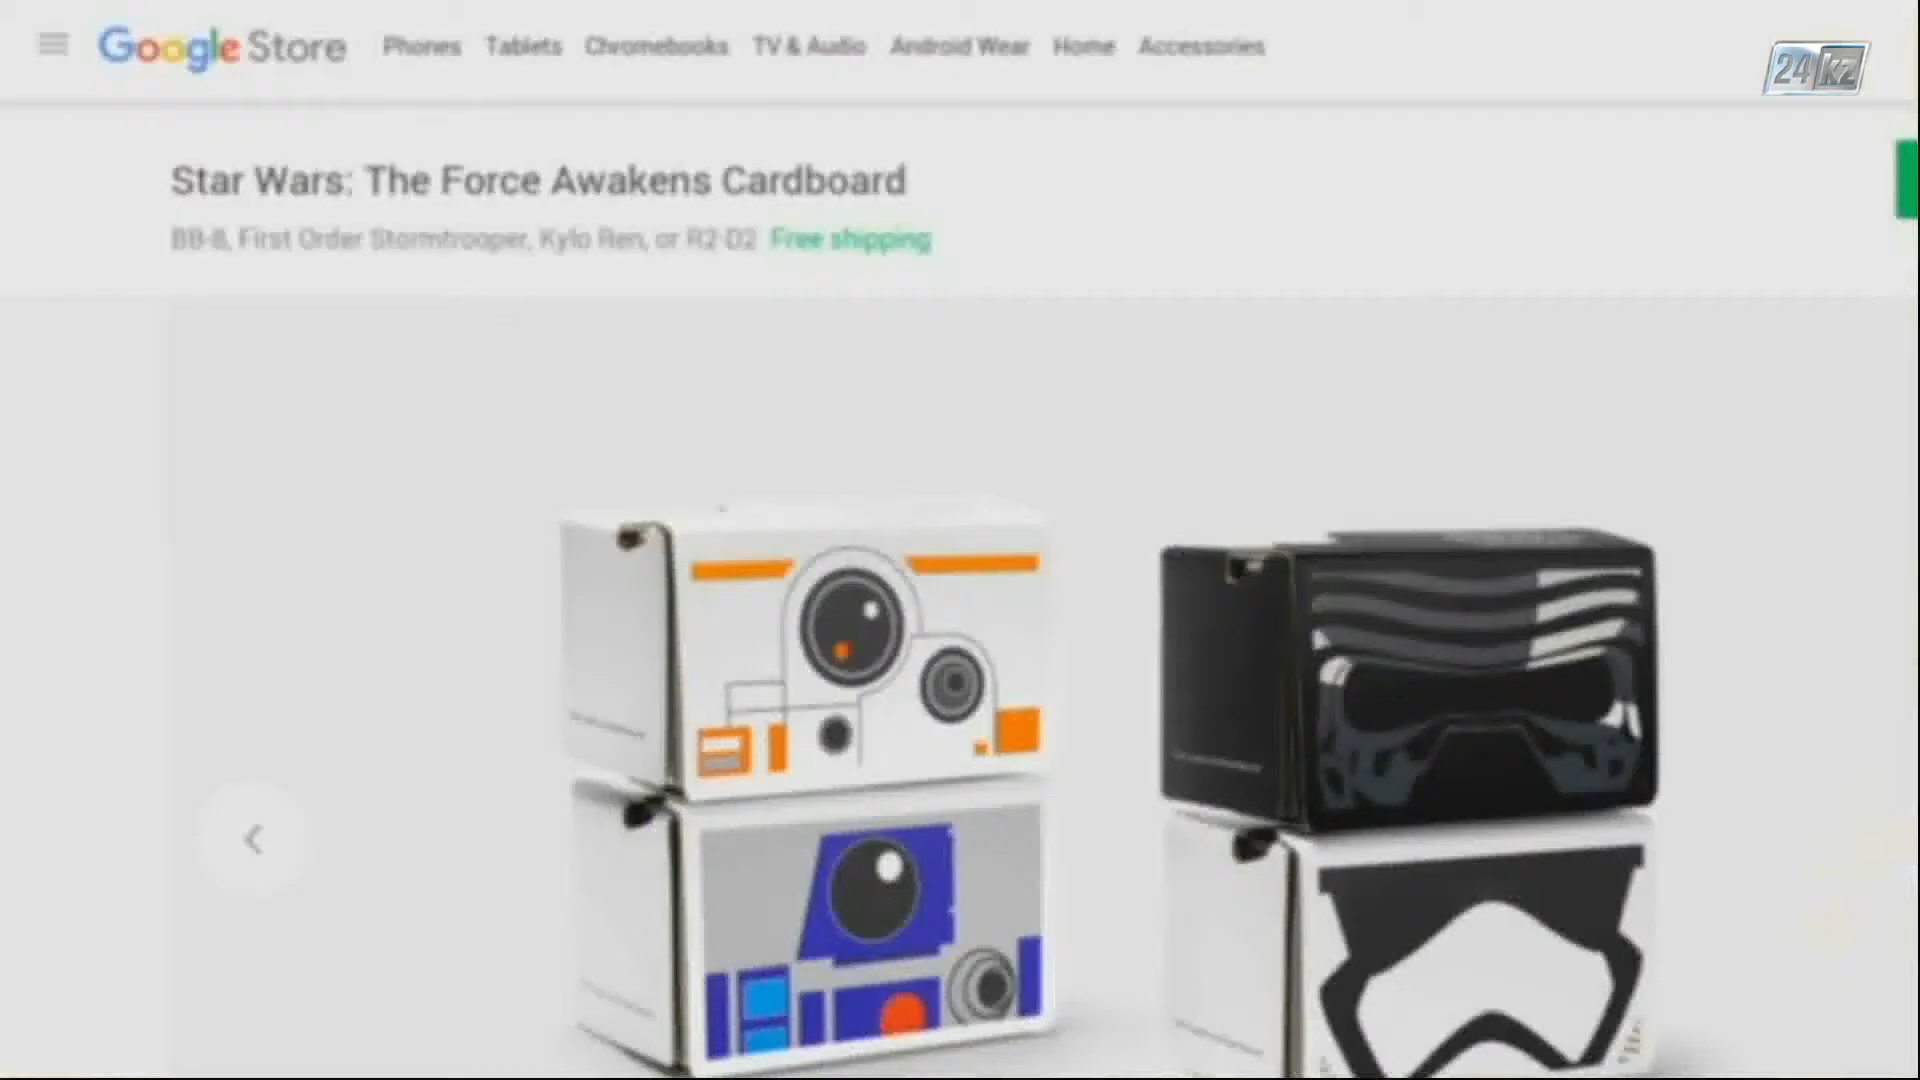 Google Store Phones Tablets Chromebooks TV & Audio Android Wear Home Accessories
24 kz
Star Wars: The Force Awakens Cardboard
BB-8, First Order Stormtrooper, Kylo Ren, or R2-D2 Free shipping